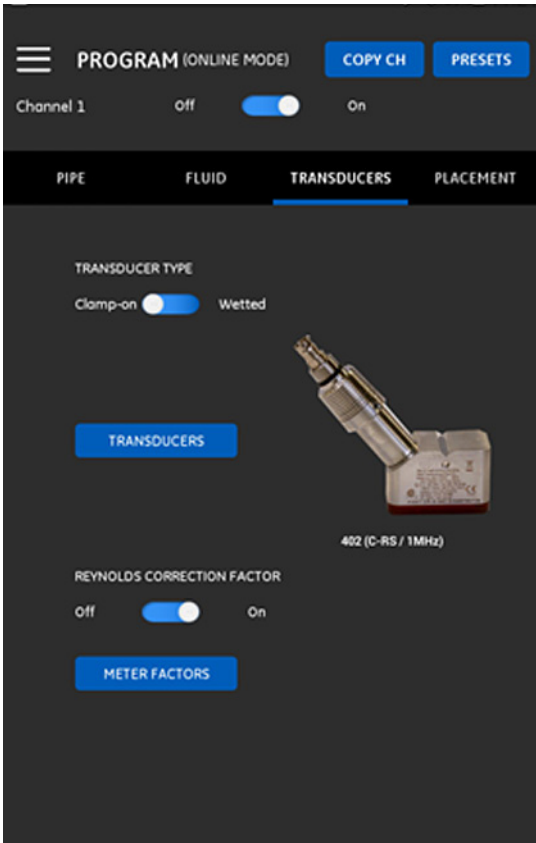 PROGRAM (ONLINE MODE) COPY CH PRESETS
Channel 1 Off On
PIPE FLUID TRANSDUCERS PLACEMENT
TRANSDUCER TYPE
Clamp-on Wetted
TRANSDUCERS
402 (C-RS / 1MHz)
REYNOLDS CORRECTION FACTOR
Off On
METER FACTORS